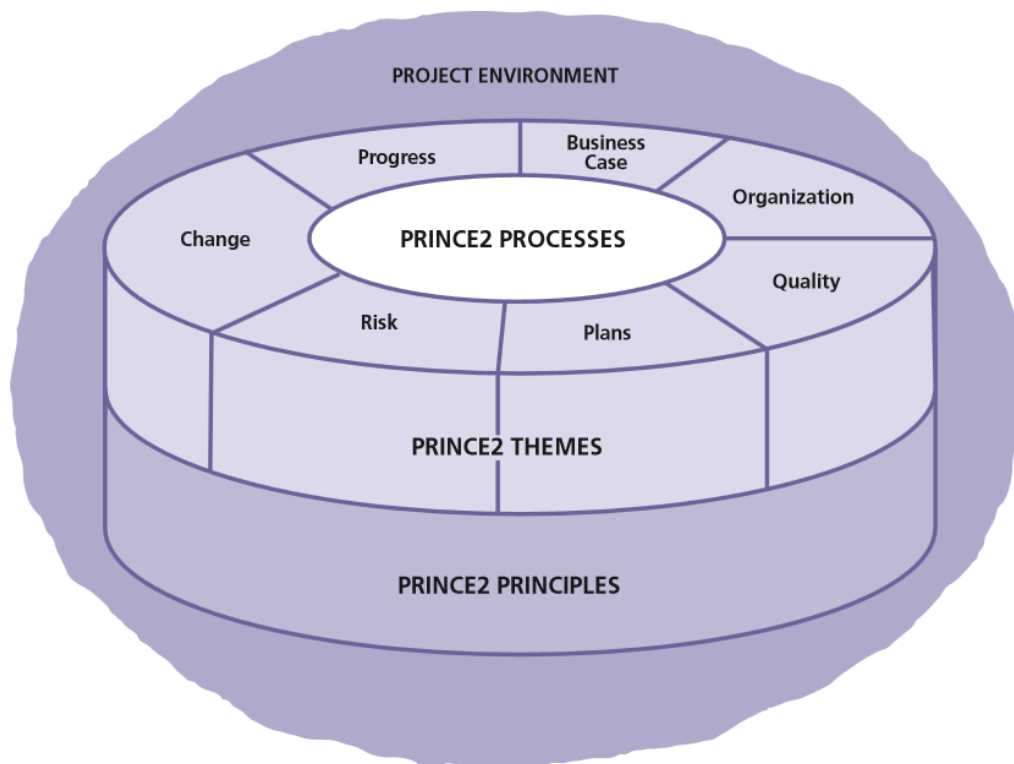 PROJECT ENVIRONMENT
Progress
Business
Case
Organization
Change
PRINCE2 PROCESSES
Quality
Risk
Plans
PRINCE2 THEMES
PRINCE2 PRINCIPLES